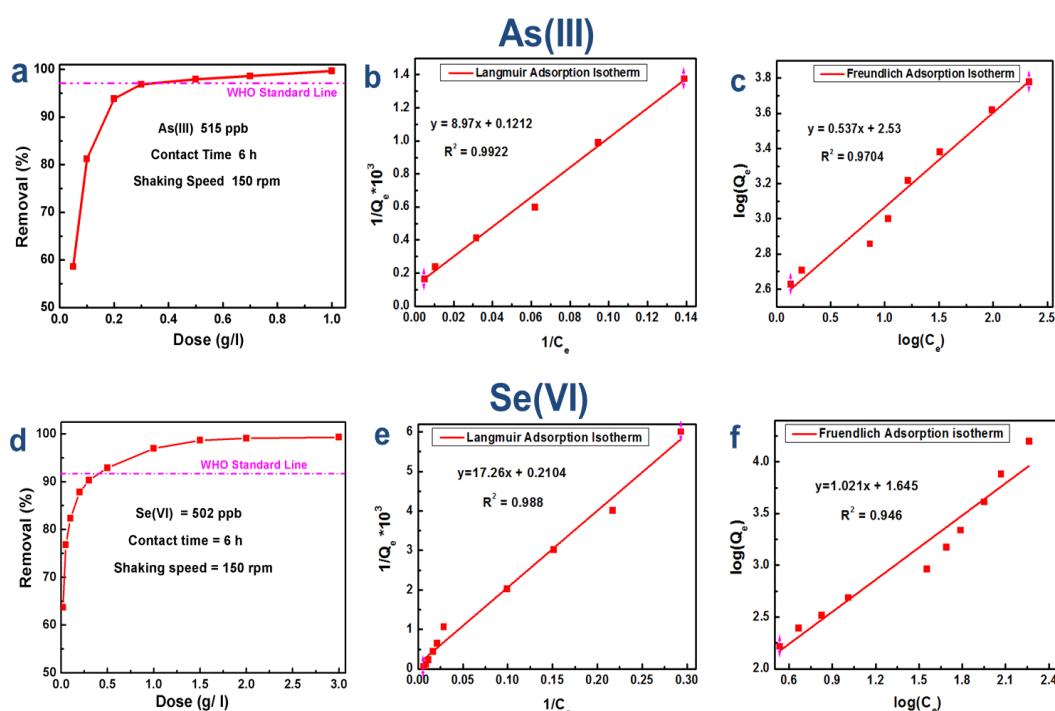 As(III)
a
100
90
80
70
60
50
Removal (%)
WHO Standard Line
As(III) 515 ppb
Contact Time 6 h
Shaking Speed 150 rpm
0.0 0.2 0.4 0.6 0.8 1.0
Dose (g/l)
b
1.4
1.2
1.0
0.8
0.6
0.4
0.2
0.0
1/Qe *10^3
Langmuir Adsorption Isotherm
y = 8.97x + 0.1212
R² = 0.9922
0.00 0.02 0.04 0.06 0.08 0.10 0.12 0.14
1/Ce
c
3.8
3.6
3.4
3.2
3.0
2.8
2.6
log(Qe)
Freundlich Adsorption Isotherm
y = 0.537x + 2.53
R² = 0.9704
0.0 0.5 1.0 1.5 2.0 2.5
log(Ce)
Se(VI)
d
100
90
80
70
60
50
Removal (%)
WHO Standard Line
Se(VI) = 502 ppb
Contact time = 6 h
Shaking speed = 150 rpm
0.0 0.5 1.0 1.5 2.0 2.5 3.0
Dose (g/ l)
e
6
5
4
3
2
1
0
1/Qe *10^3
Langmuir Adsorption Isotherm
y=17.26x + 0.2104
R² = 0.988
0.00 0.05 0.10 0.15 0.20 0.25 0.30
1/Ce
f
4.0
3.5
3.0
2.5
2.0
log(Qe)
Fruendlich Adsorption isotherm
y=1.021x + 1.645
R² = 0.946
0.6 0.9 1.2 1.5 1.8 2.1 2.4
log(Ce)